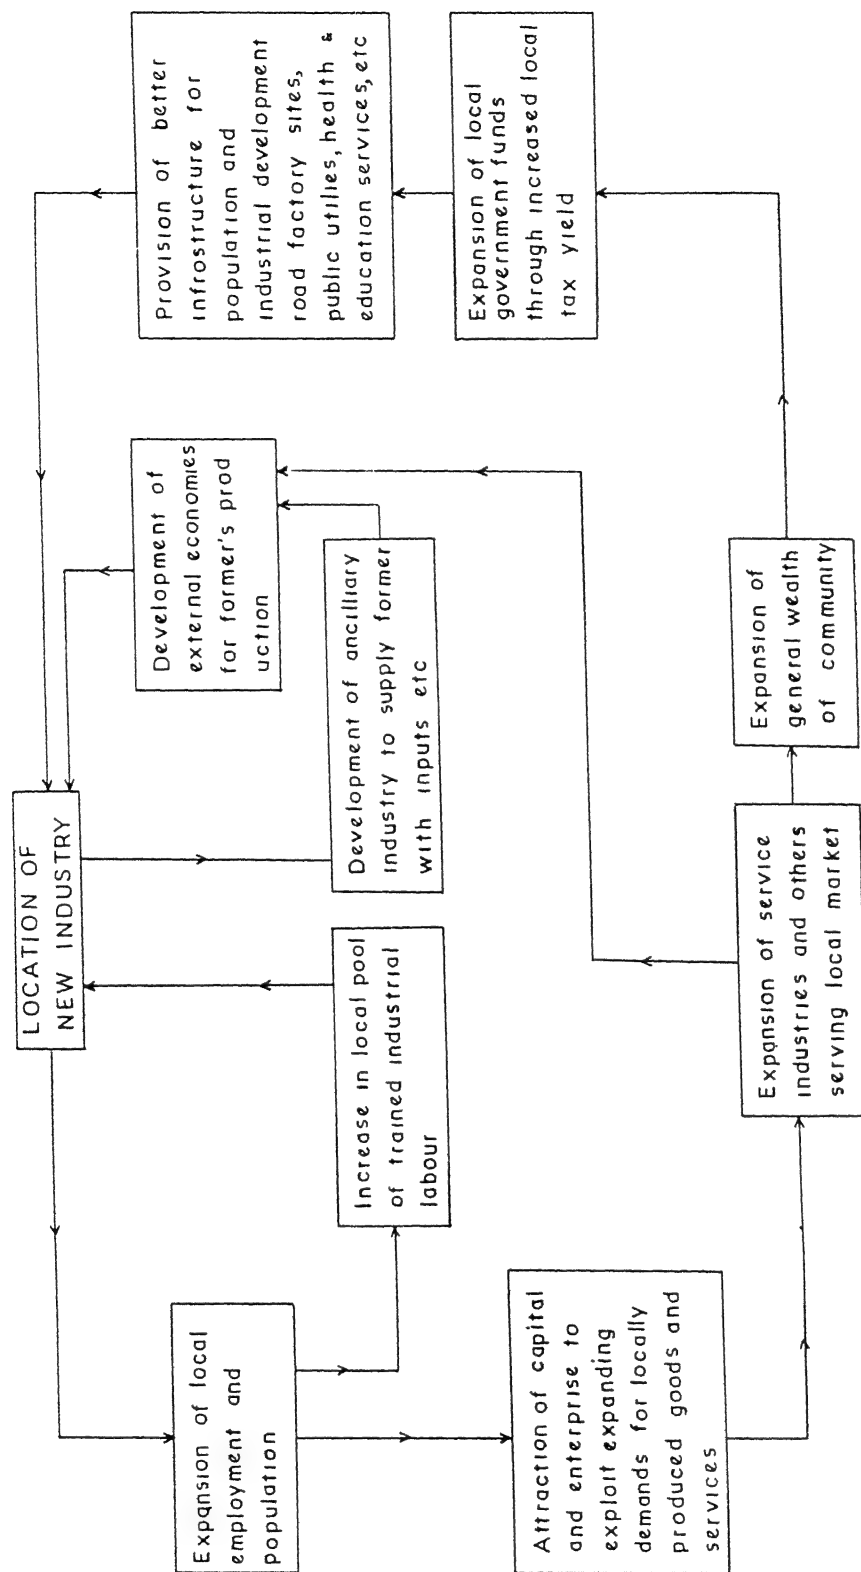 LOCATION OF
NEW INDUSTRY
Expansion of local
employment and
population
Increase in local pool
of trained industrial
labour
Development of ancilliary
industry to supply former
with inputs etc
Development of
external economies
for former's prod
uction
Provision of better
infrostructure for
population and
industrial development
road factory sites,
public utilies, health &
education services, etc
Attraction of capital
and enterprise to
exploit expanding
demands for locally
produced goods and
services
Expansion of service
industries and others
serving local market
Expansion of
general wealth
of community
Expansion of local
government funds
through increased local
tax yield